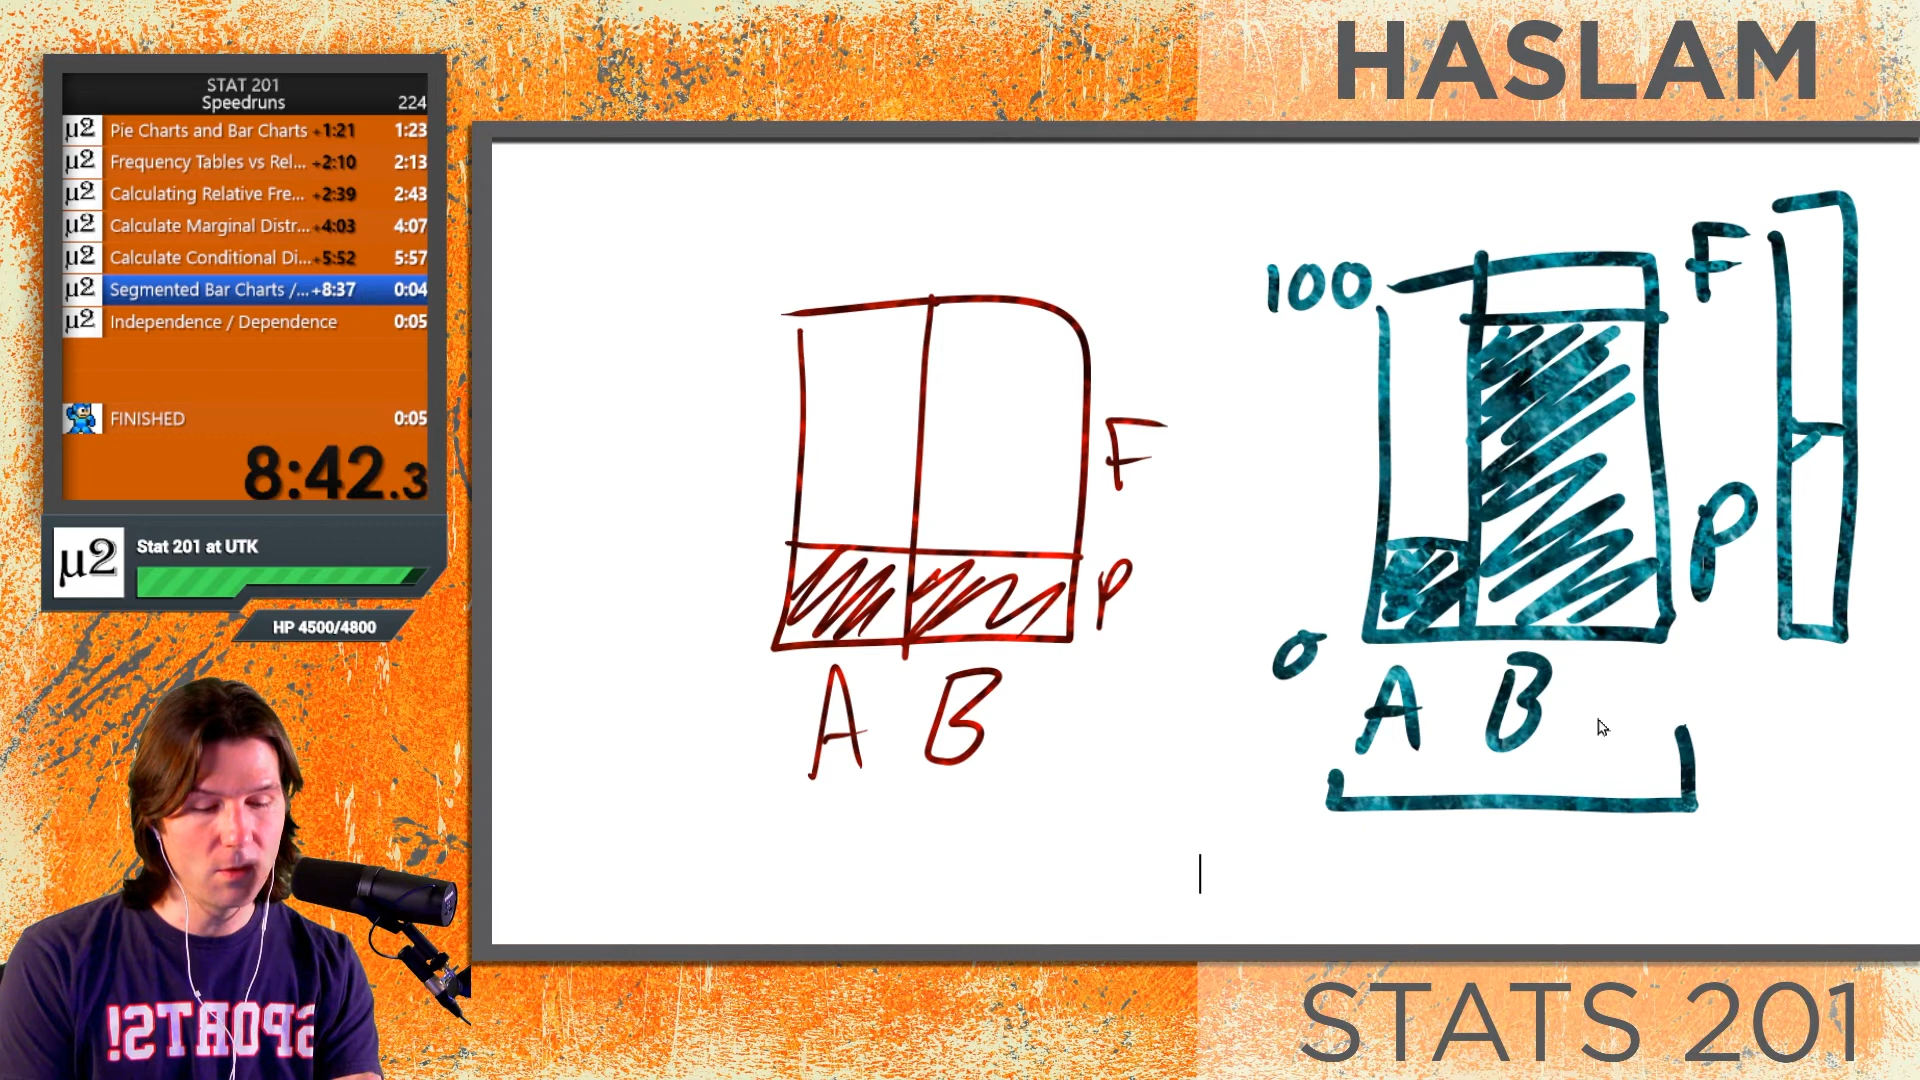 HASLAM
STAT 201
Speedruns 224
μ2 Pie Charts and Bar Charts +1:21 1:23
μ2 Frequency Tables vs Rel... +2:10 2:13
μ2 Calculating Relative Fre... +2:39 2:43
μ2 Calculate Marginal Distr... +4:03 4:07
μ2 Calculate Conditional Di... +5:52 5:57
μ2 Segmented Bar Charts /... +8:37 0:04
μ2 Independence / Dependence 0:05
FINISHED 0:05
8:42.3
μ2 Stat 201 at UTK
HP 4500/4800
F
P
A B
100
F
P
0
A B
SPORTS!
STATS 201